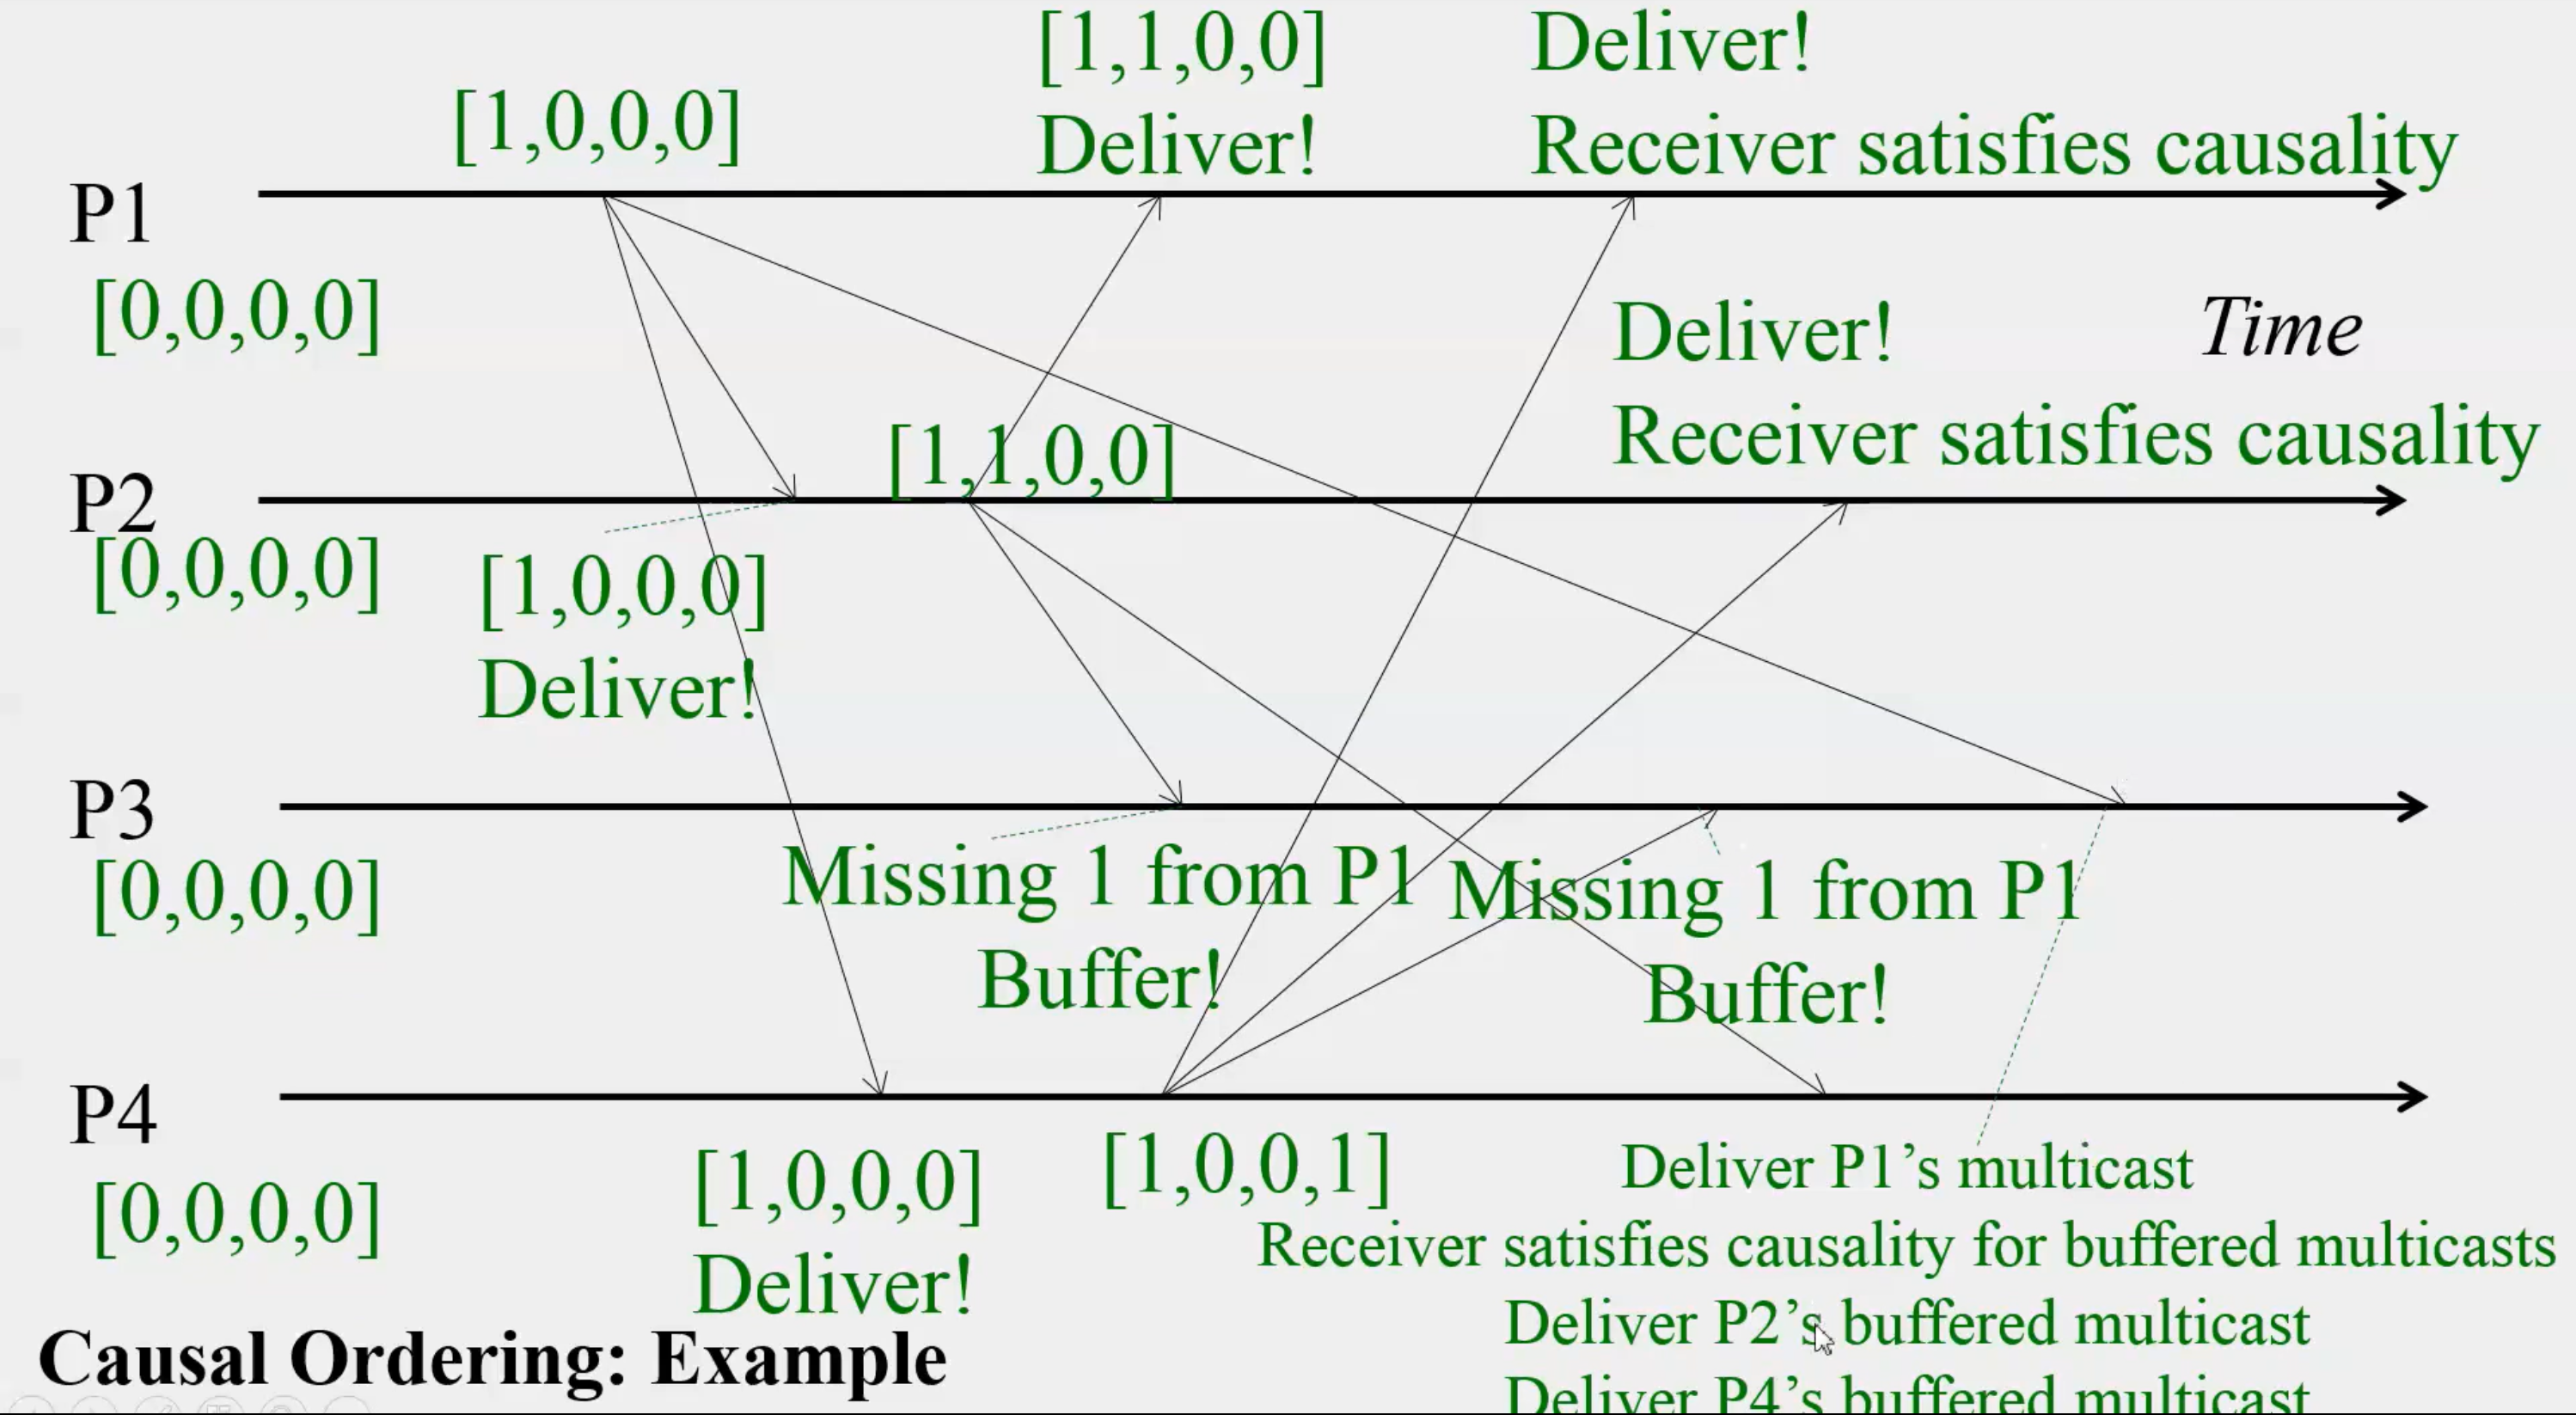 [1,1,0,0]
Deliver!
Deliver!
Receiver satisfies causality
[1,0,0,0]
P1
[0,0,0,0]
Deliver!
Receiver satisfies causality
Time
[1,1,0,0]
P2
[0,0,0,0]
[1,0,0,0]
Deliver!
P3
[0,0,0,0]
Missing 1 from P1
Buffer!
Missing 1 from P1
Buffer!
P4
[0,0,0,0]
[1,0,0,0]
Deliver!
[1,0,0,1]
Deliver P1’s multicast
Receiver satisfies causality for buffered multicasts
Deliver P2’s buffered multicast
Deliver P4’s buffered multicast
Causal Ordering: Example